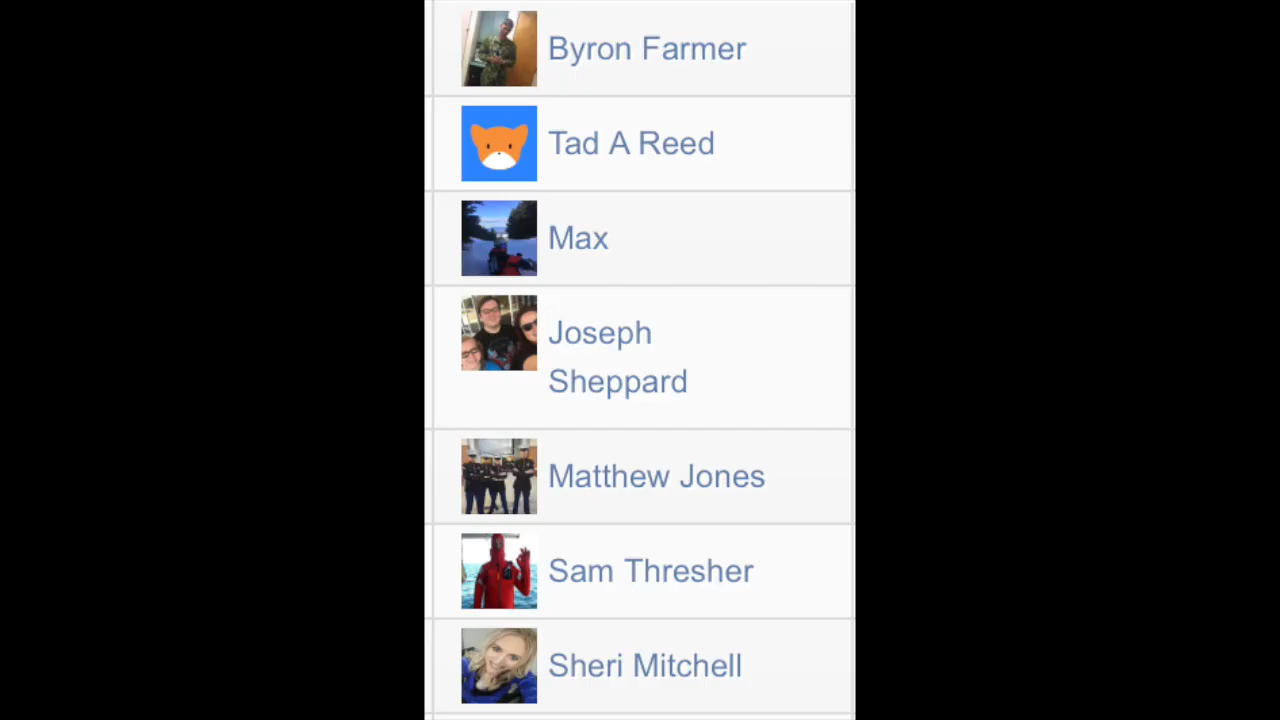 Byron Farmer
Tad A Reed
Max
Joseph
Sheppard
Matthew Jones
Sam Thresher
Sheri Mitchell